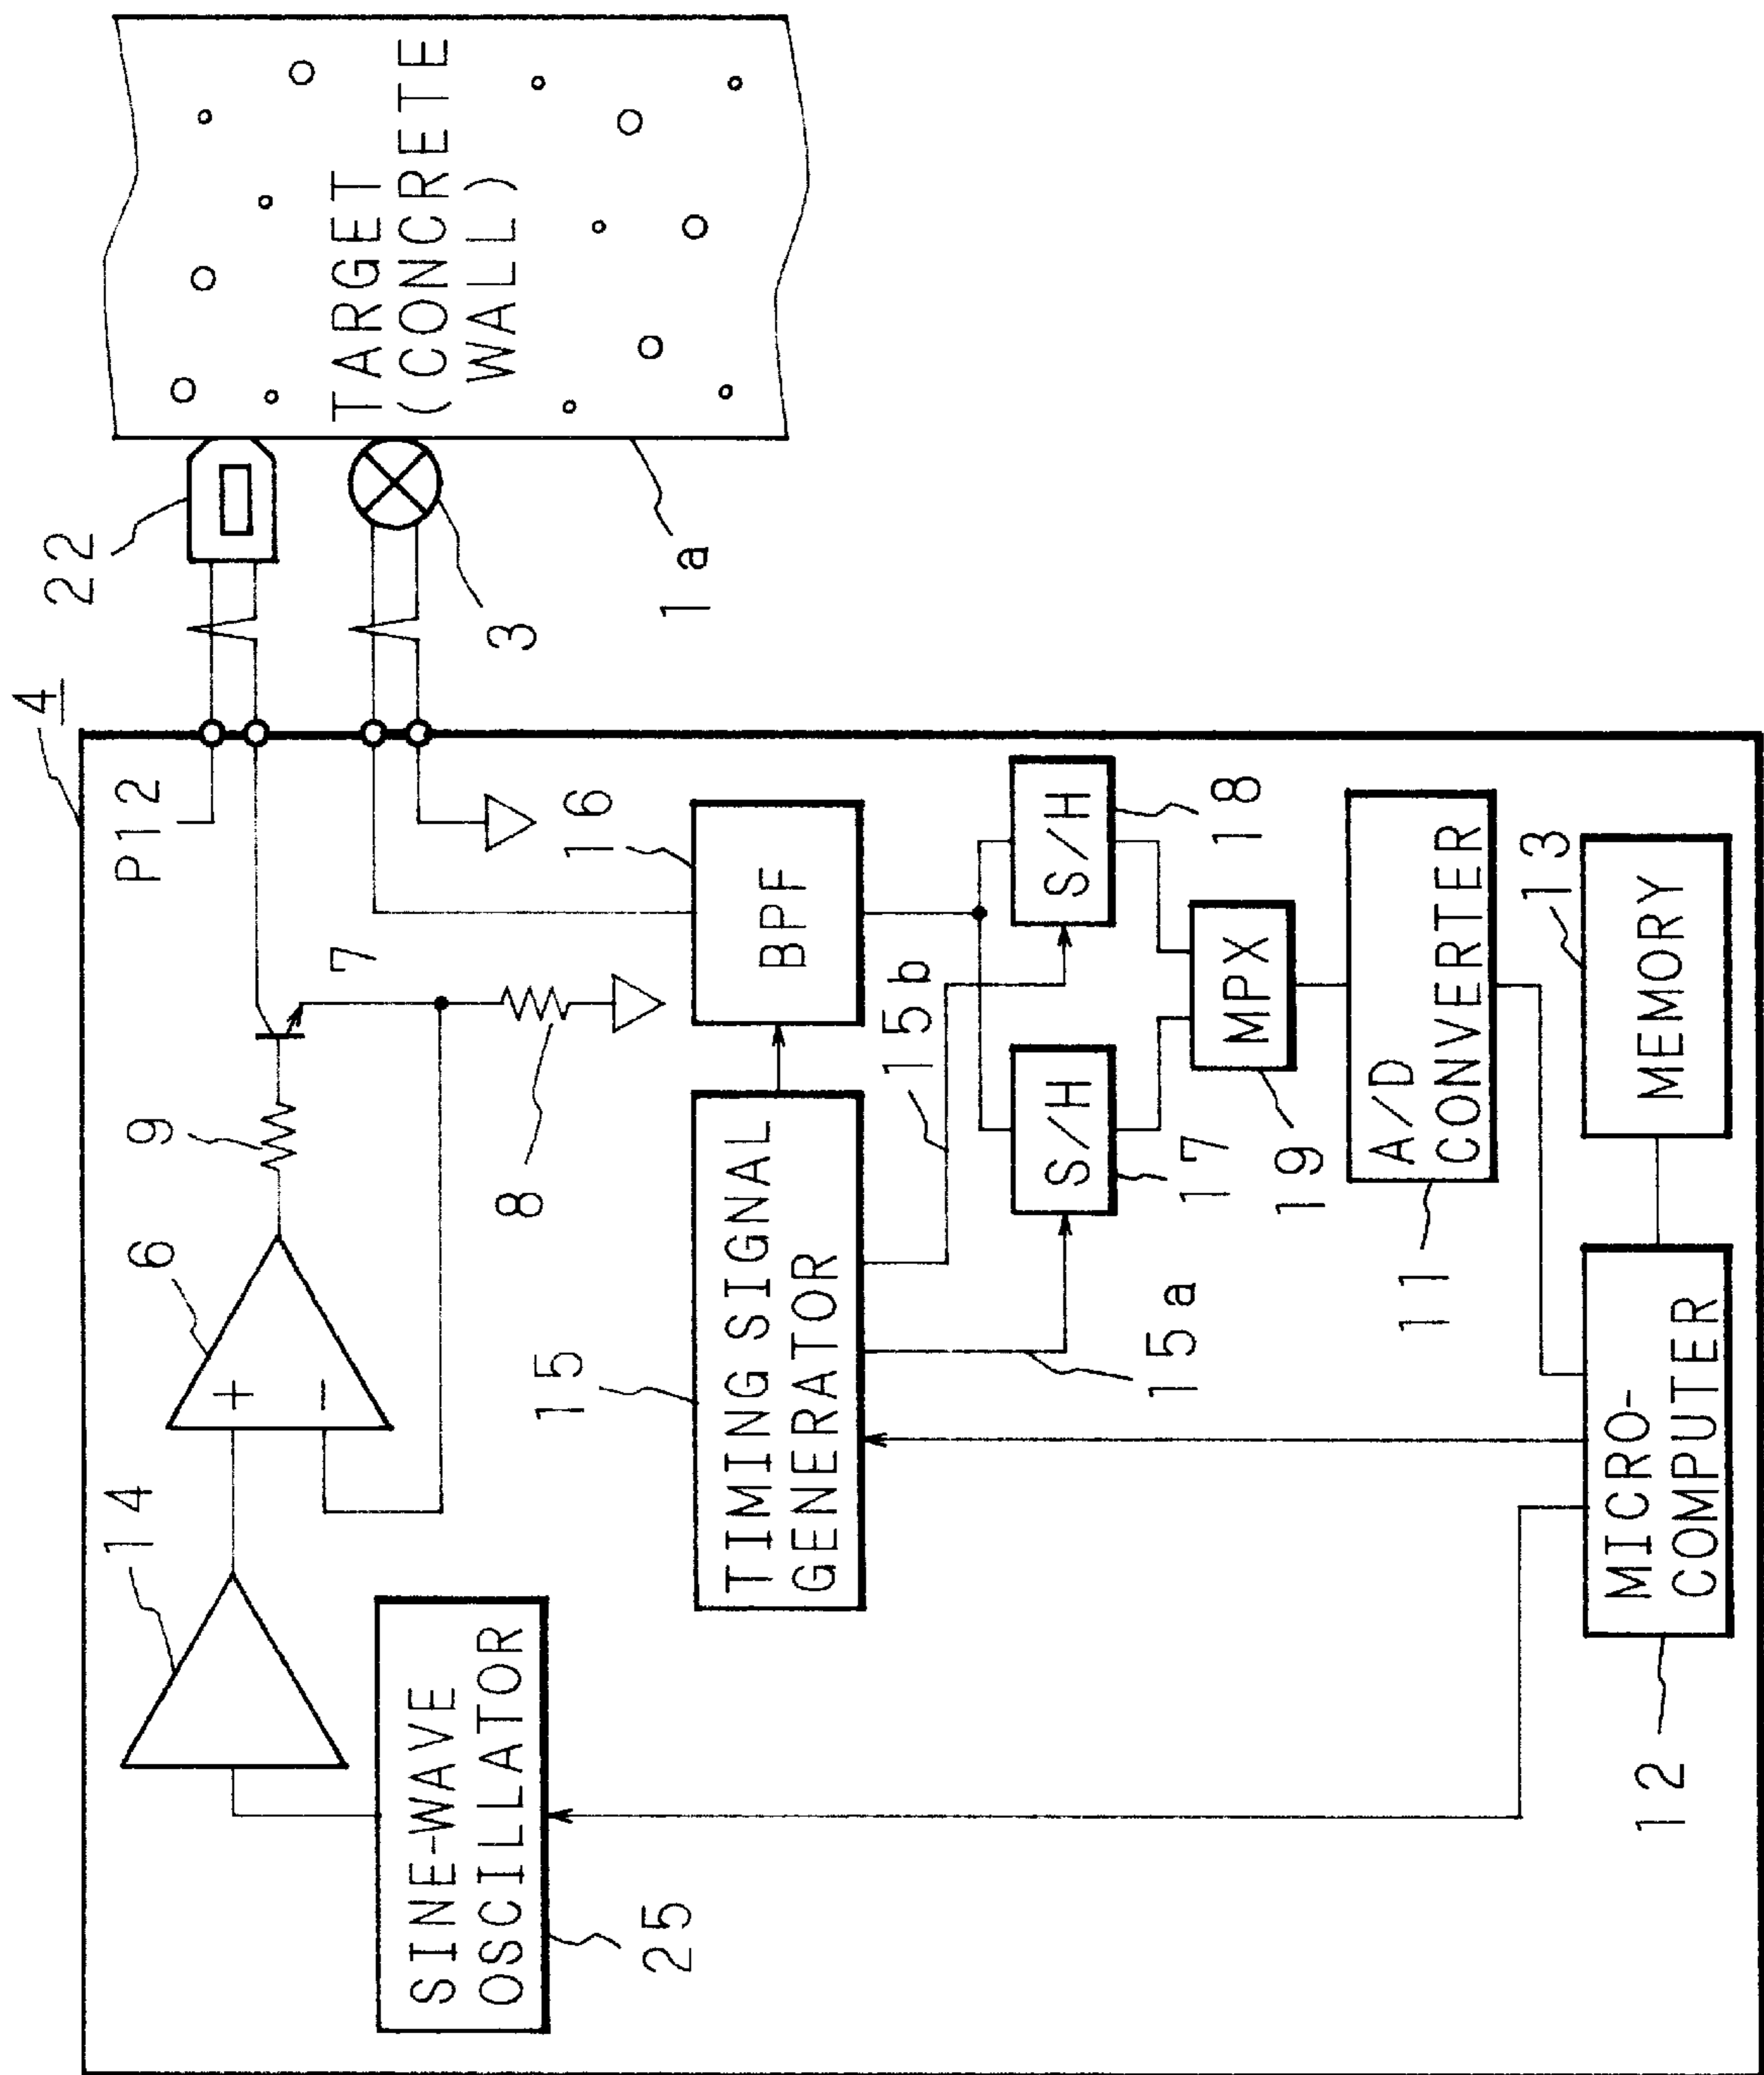 4
22
TARGET
(CONCRETE
WALL)
3
1a
P12
14
6
9
7
8
SINE-WAVE
OSCILLATOR
25
15
TIMING SIGNAL
GENERATOR
16
BPF
15b
15a
S/H
17
S/H
18
MPX
19
A/D
CONVERTER
11
MICRO-
COMPUTER
12
MEMORY
13
+
−